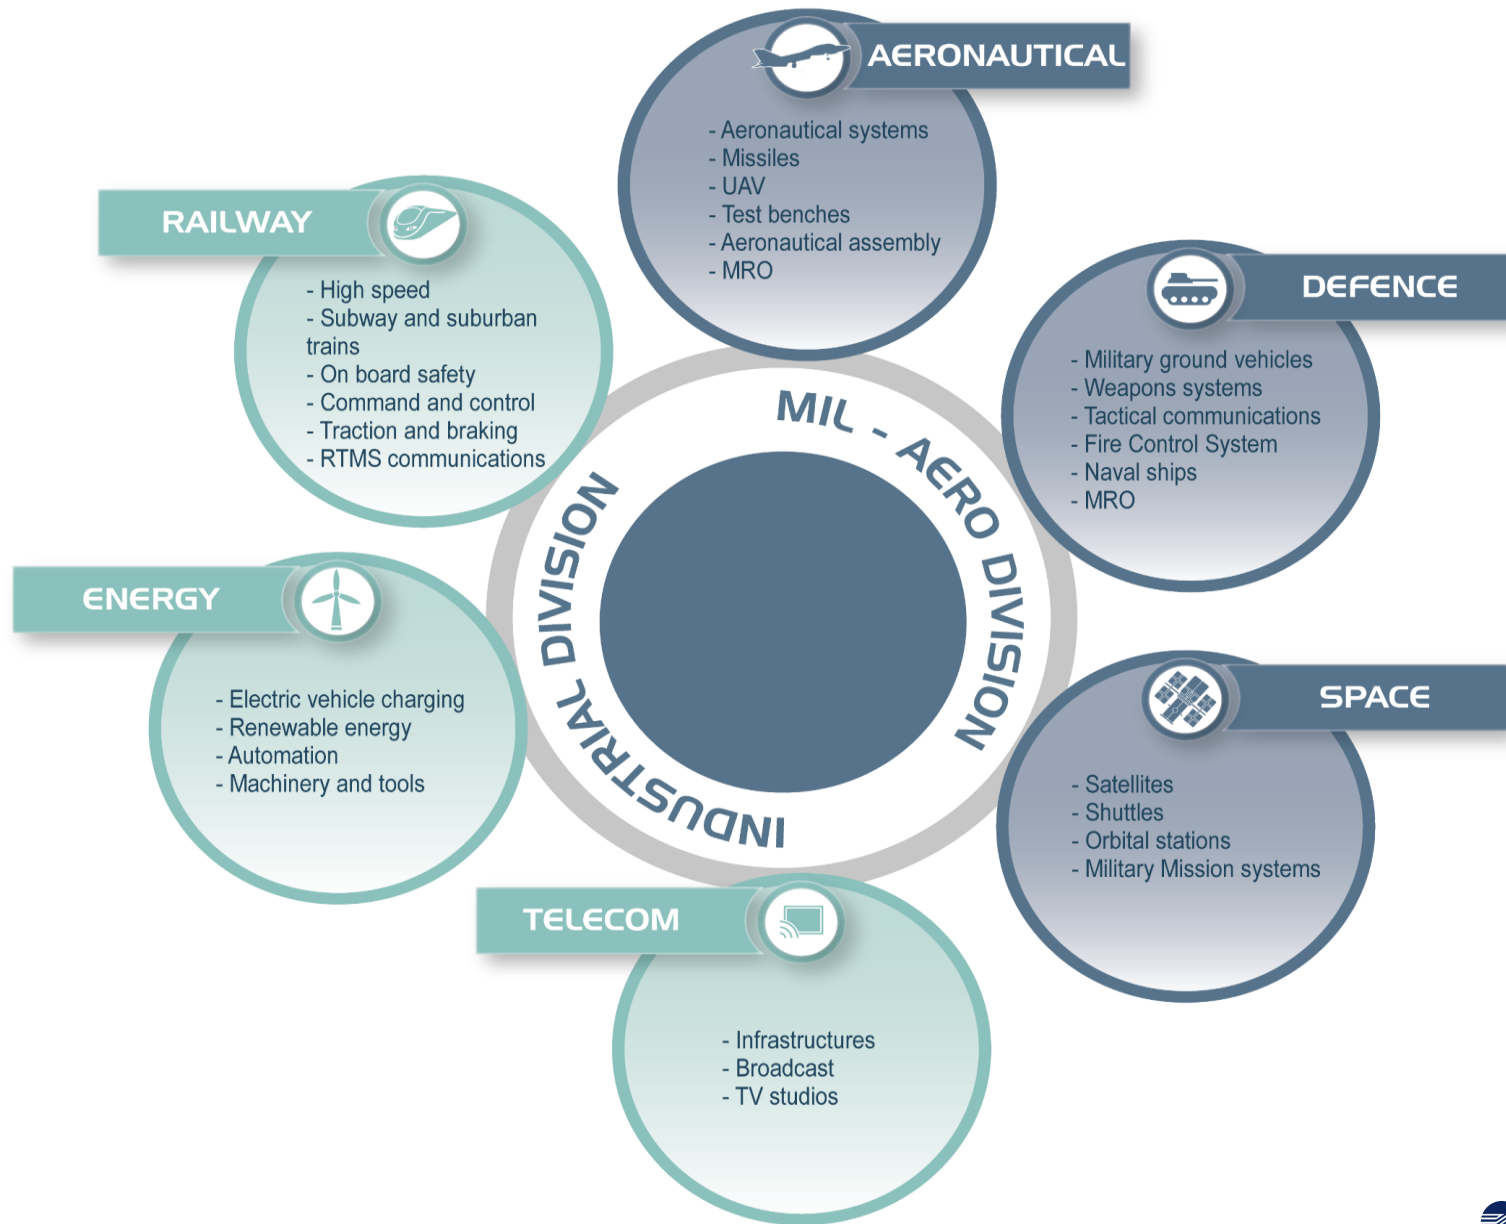 AERONAUTICAL
- Aeronautical systems
- Missiles
- UAV
- Test benches
- Aeronautical assembly
- MRO
RAILWAY
- High speed
- Subway and suburban
trains
- On board safety
- Command and control
- Traction and braking
- RTMS communications
DEFENCE
- Military ground vehicles
- Weapons systems
- Tactical communications
- Fire Control System
- Naval ships
- MRO
MIL - AERO DIVISION
INDUSTRIAL DIVISION
ENERGY
- Electric vehicle charging
- Renewable energy
- Automation
- Machinery and tools
SPACE
- Satellites
- Shuttles
- Orbital stations
- Military Mission systems
TELECOM
- Infrastructures
- Broadcast
- TV studios